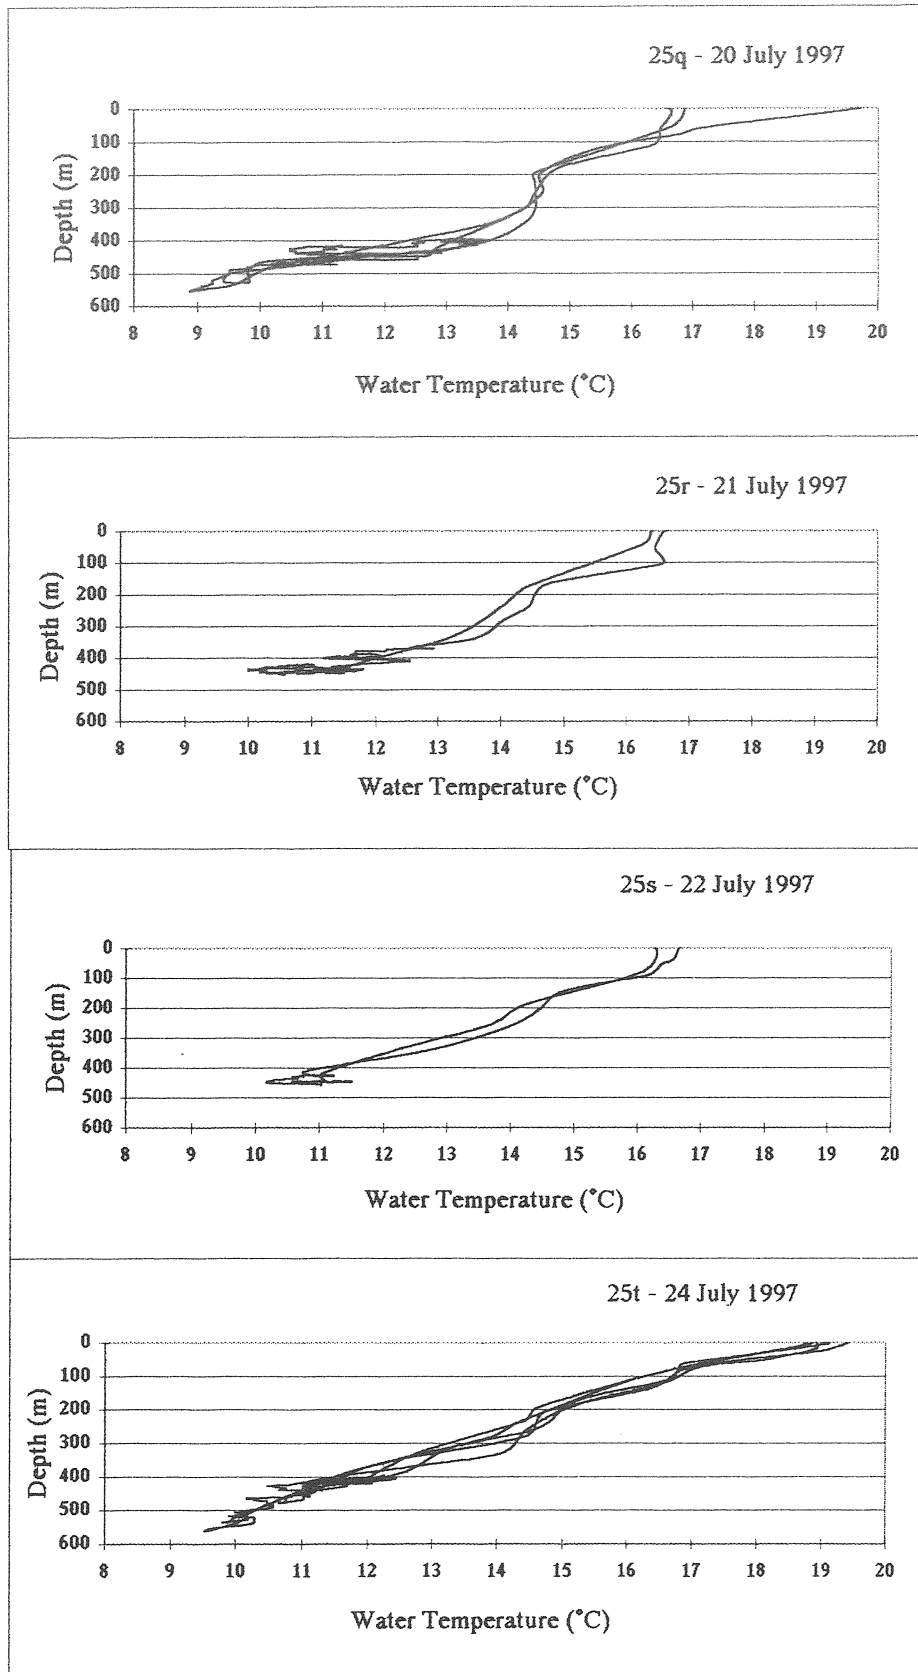 25q - 20 July 1997
0
100
200
300
400
500
600
Depth (m)
8 9 10 11 12 13 14 15 16 17 18 19 20
Water Temperature (°C)
25r - 21 July 1997
0
100
200
300
400
500
600
Depth (m)
8 9 10 11 12 13 14 15 16 17 18 19 20
Water Temperature (°C)
25s - 22 July 1997
0
100
200
300
400
500
600
Depth (m)
8 9 10 11 12 13 14 15 16 17 18 19 20
Water Temperature (°C)
25t - 24 July 1997
0
100
200
300
400
500
600
Depth (m)
8 9 10 11 12 13 14 15 16 17 18 19 20
Water Temperature (°C)